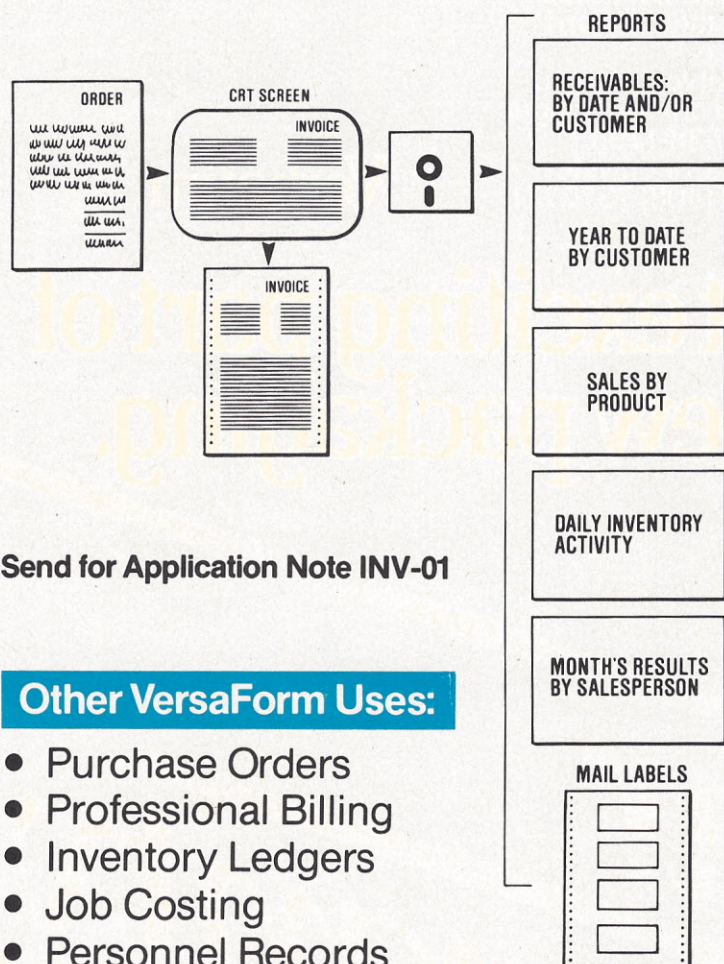 ORDER
CRT SCREEN
INVOICE
INVOICE
REPORTS
RECEIVABLES:
BY DATE AND/OR
CUSTOMER
YEAR TO DATE
BY CUSTOMER
SALES BY
PRODUCT
DAILY INVENTORY
ACTIVITY
MONTH'S RESULTS
BY SALESPERSON
MAIL LABELS
Send for Application Note INV-01
Other VersaForm Uses:
• Purchase Orders
• Professional Billing
• Inventory Ledgers
• Job Costing
• Personnel Records